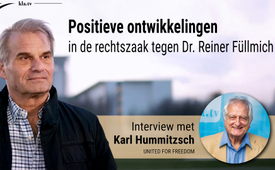 kla.tv
Positieve ontwikkelingen
in de rechtszaak tegen Dr. Reiner Füllmich
Interview met
Karl Hummitzsch
UNITED FOR FREEDOM